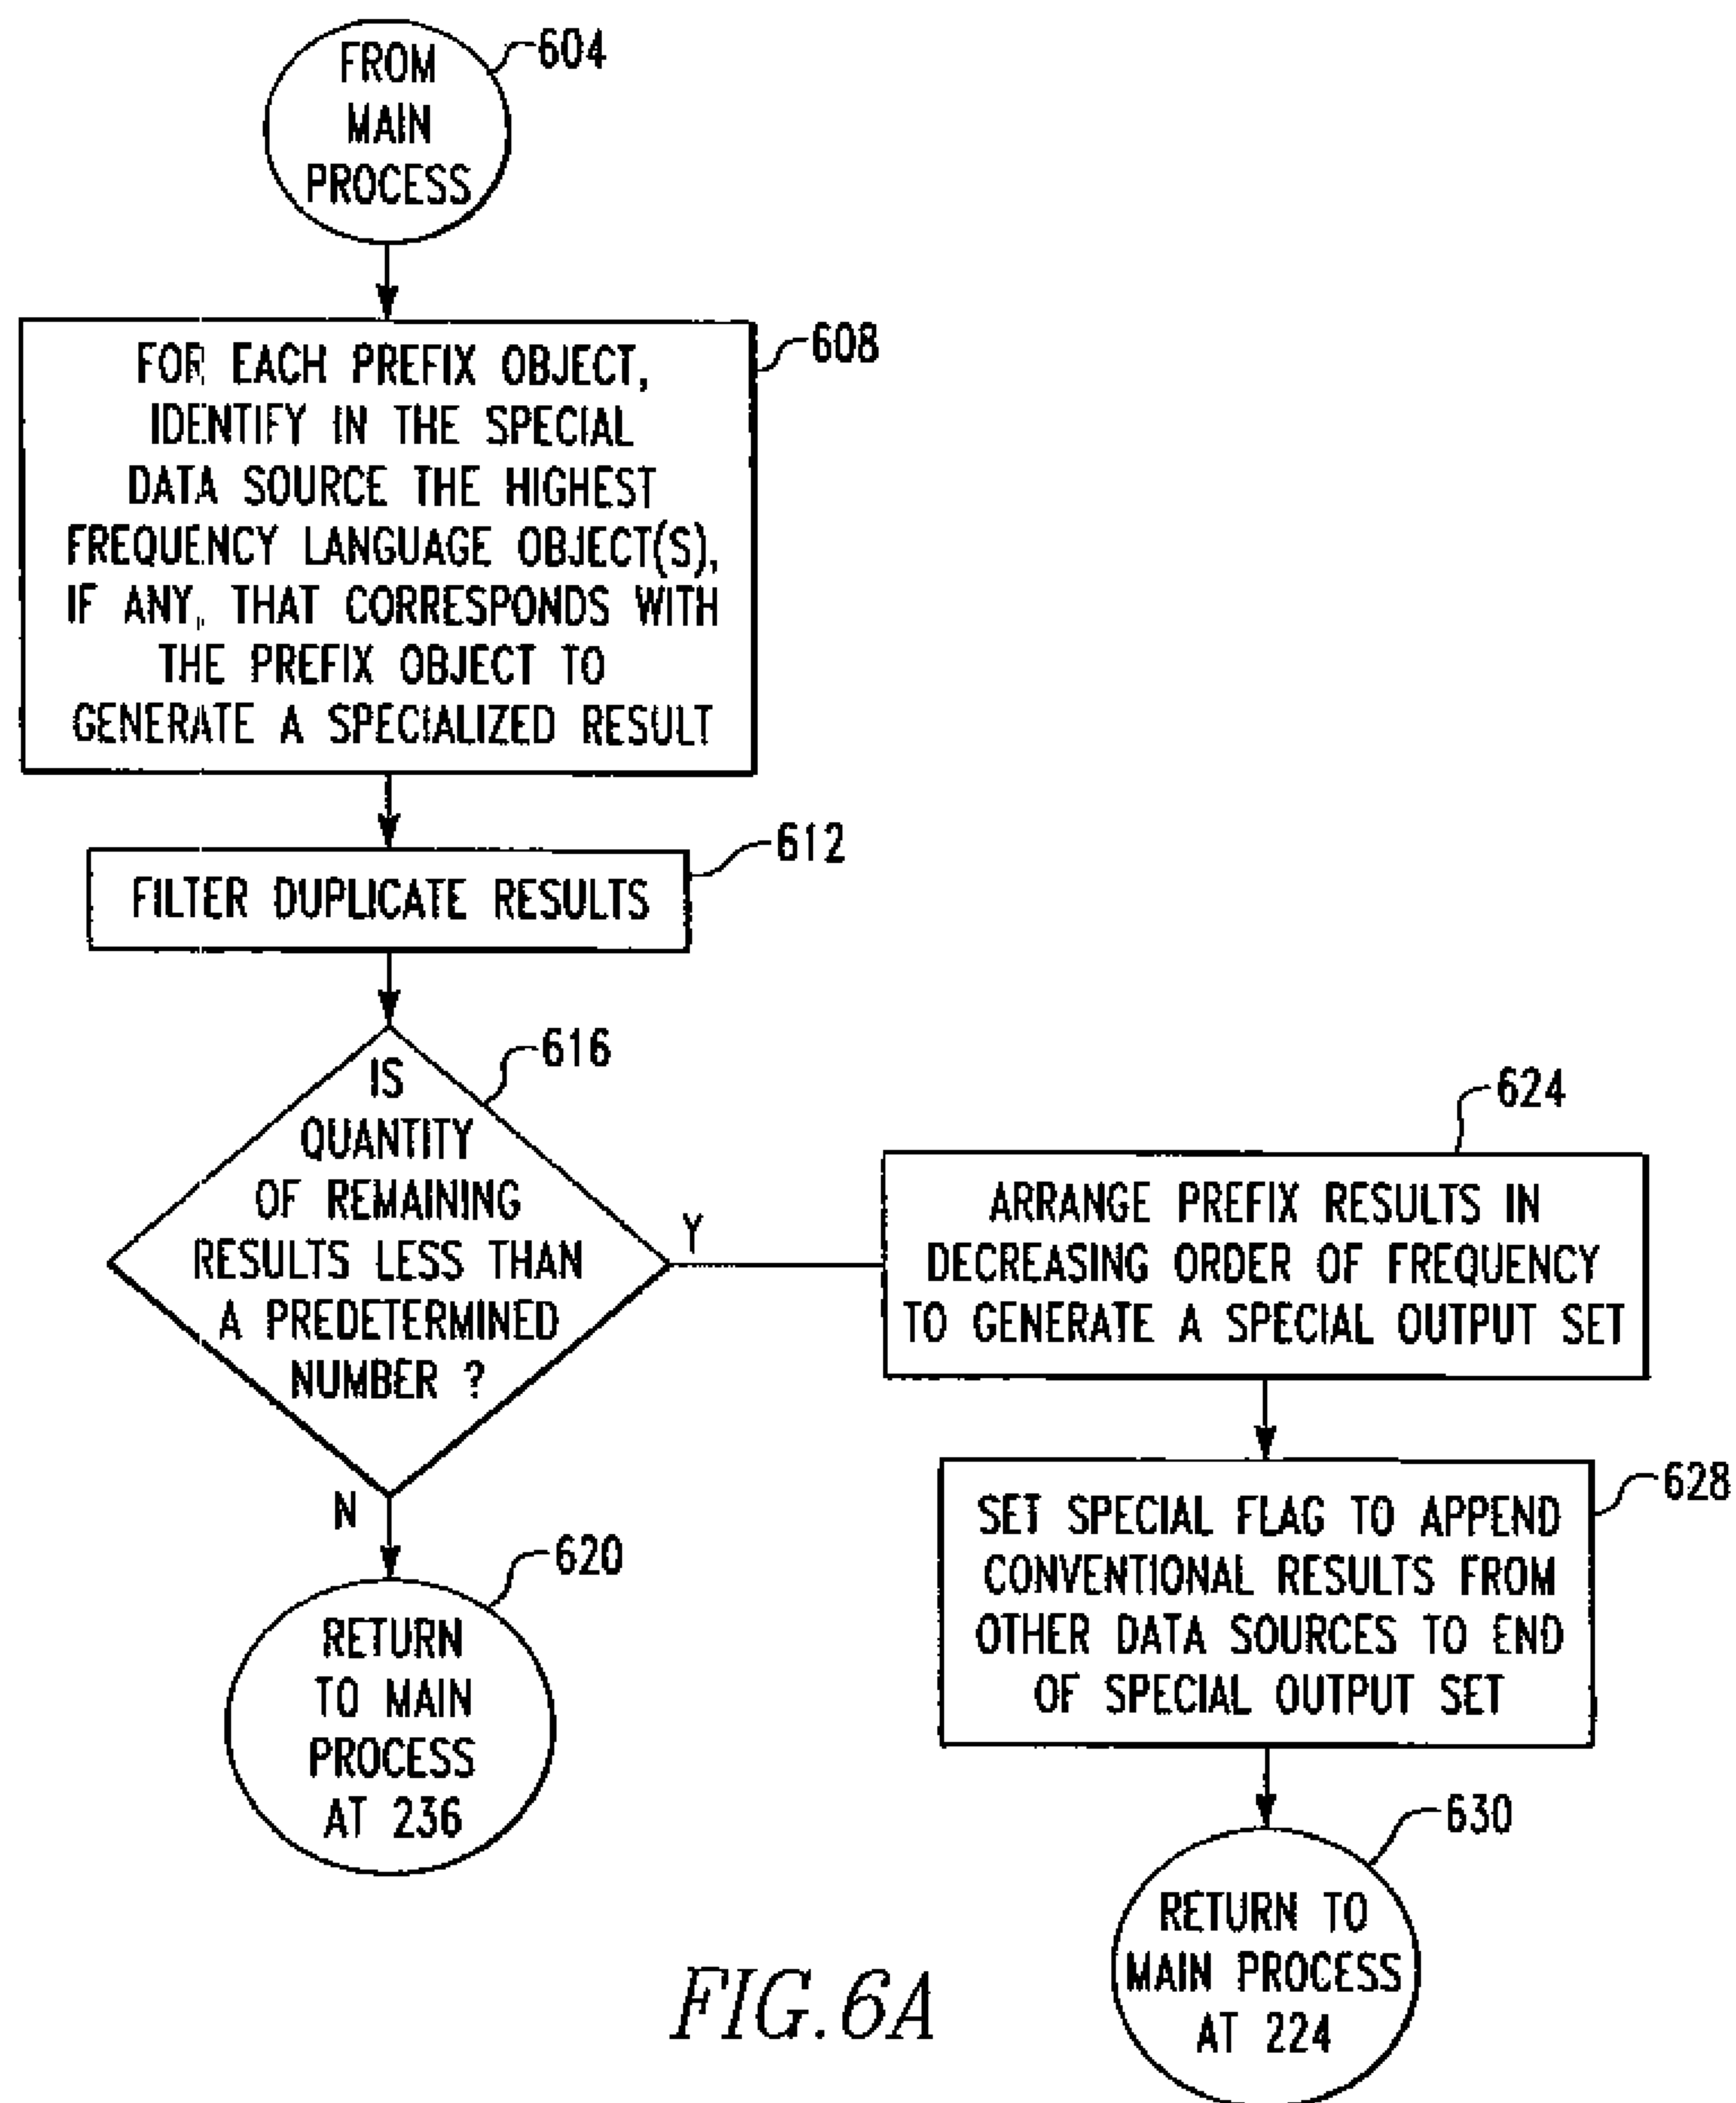 FROM
MAIN
PROCESS
604
FOR EACH PREFIX OBJECT,
IDENTIFY IN THE SPECIAL
DATA SOURCE THE HIGHEST
FREQUENCY LANGUAGE OBJECT(S),
IF ANY, THAT CORRESPONDS WITH
THE PREFIX OBJECT TO
GENERATE A SPECIALIZED RESULT
608
FILTER DUPLICATE RESULTS
612
IS
QUANTITY
OF REMAINING
RESULTS LESS THAN
A PREDETERMINED
NUMBER ?
616
Y
N
RETURN
TO MAIN
PROCESS
AT 236
620
ARRANGE PREFIX RESULTS IN
DECREASING ORDER OF FREQUENCY
TO GENERATE A SPECIAL OUTPUT SET
624
SET SPECIAL FLAG TO APPEND
CONVENTIONAL RESULTS FROM
OTHER DATA SOURCES TO END
OF SPECIAL OUTPUT SET
628
RETURN TO
MAIN PROCESS
AT 224
630
FIG.6A